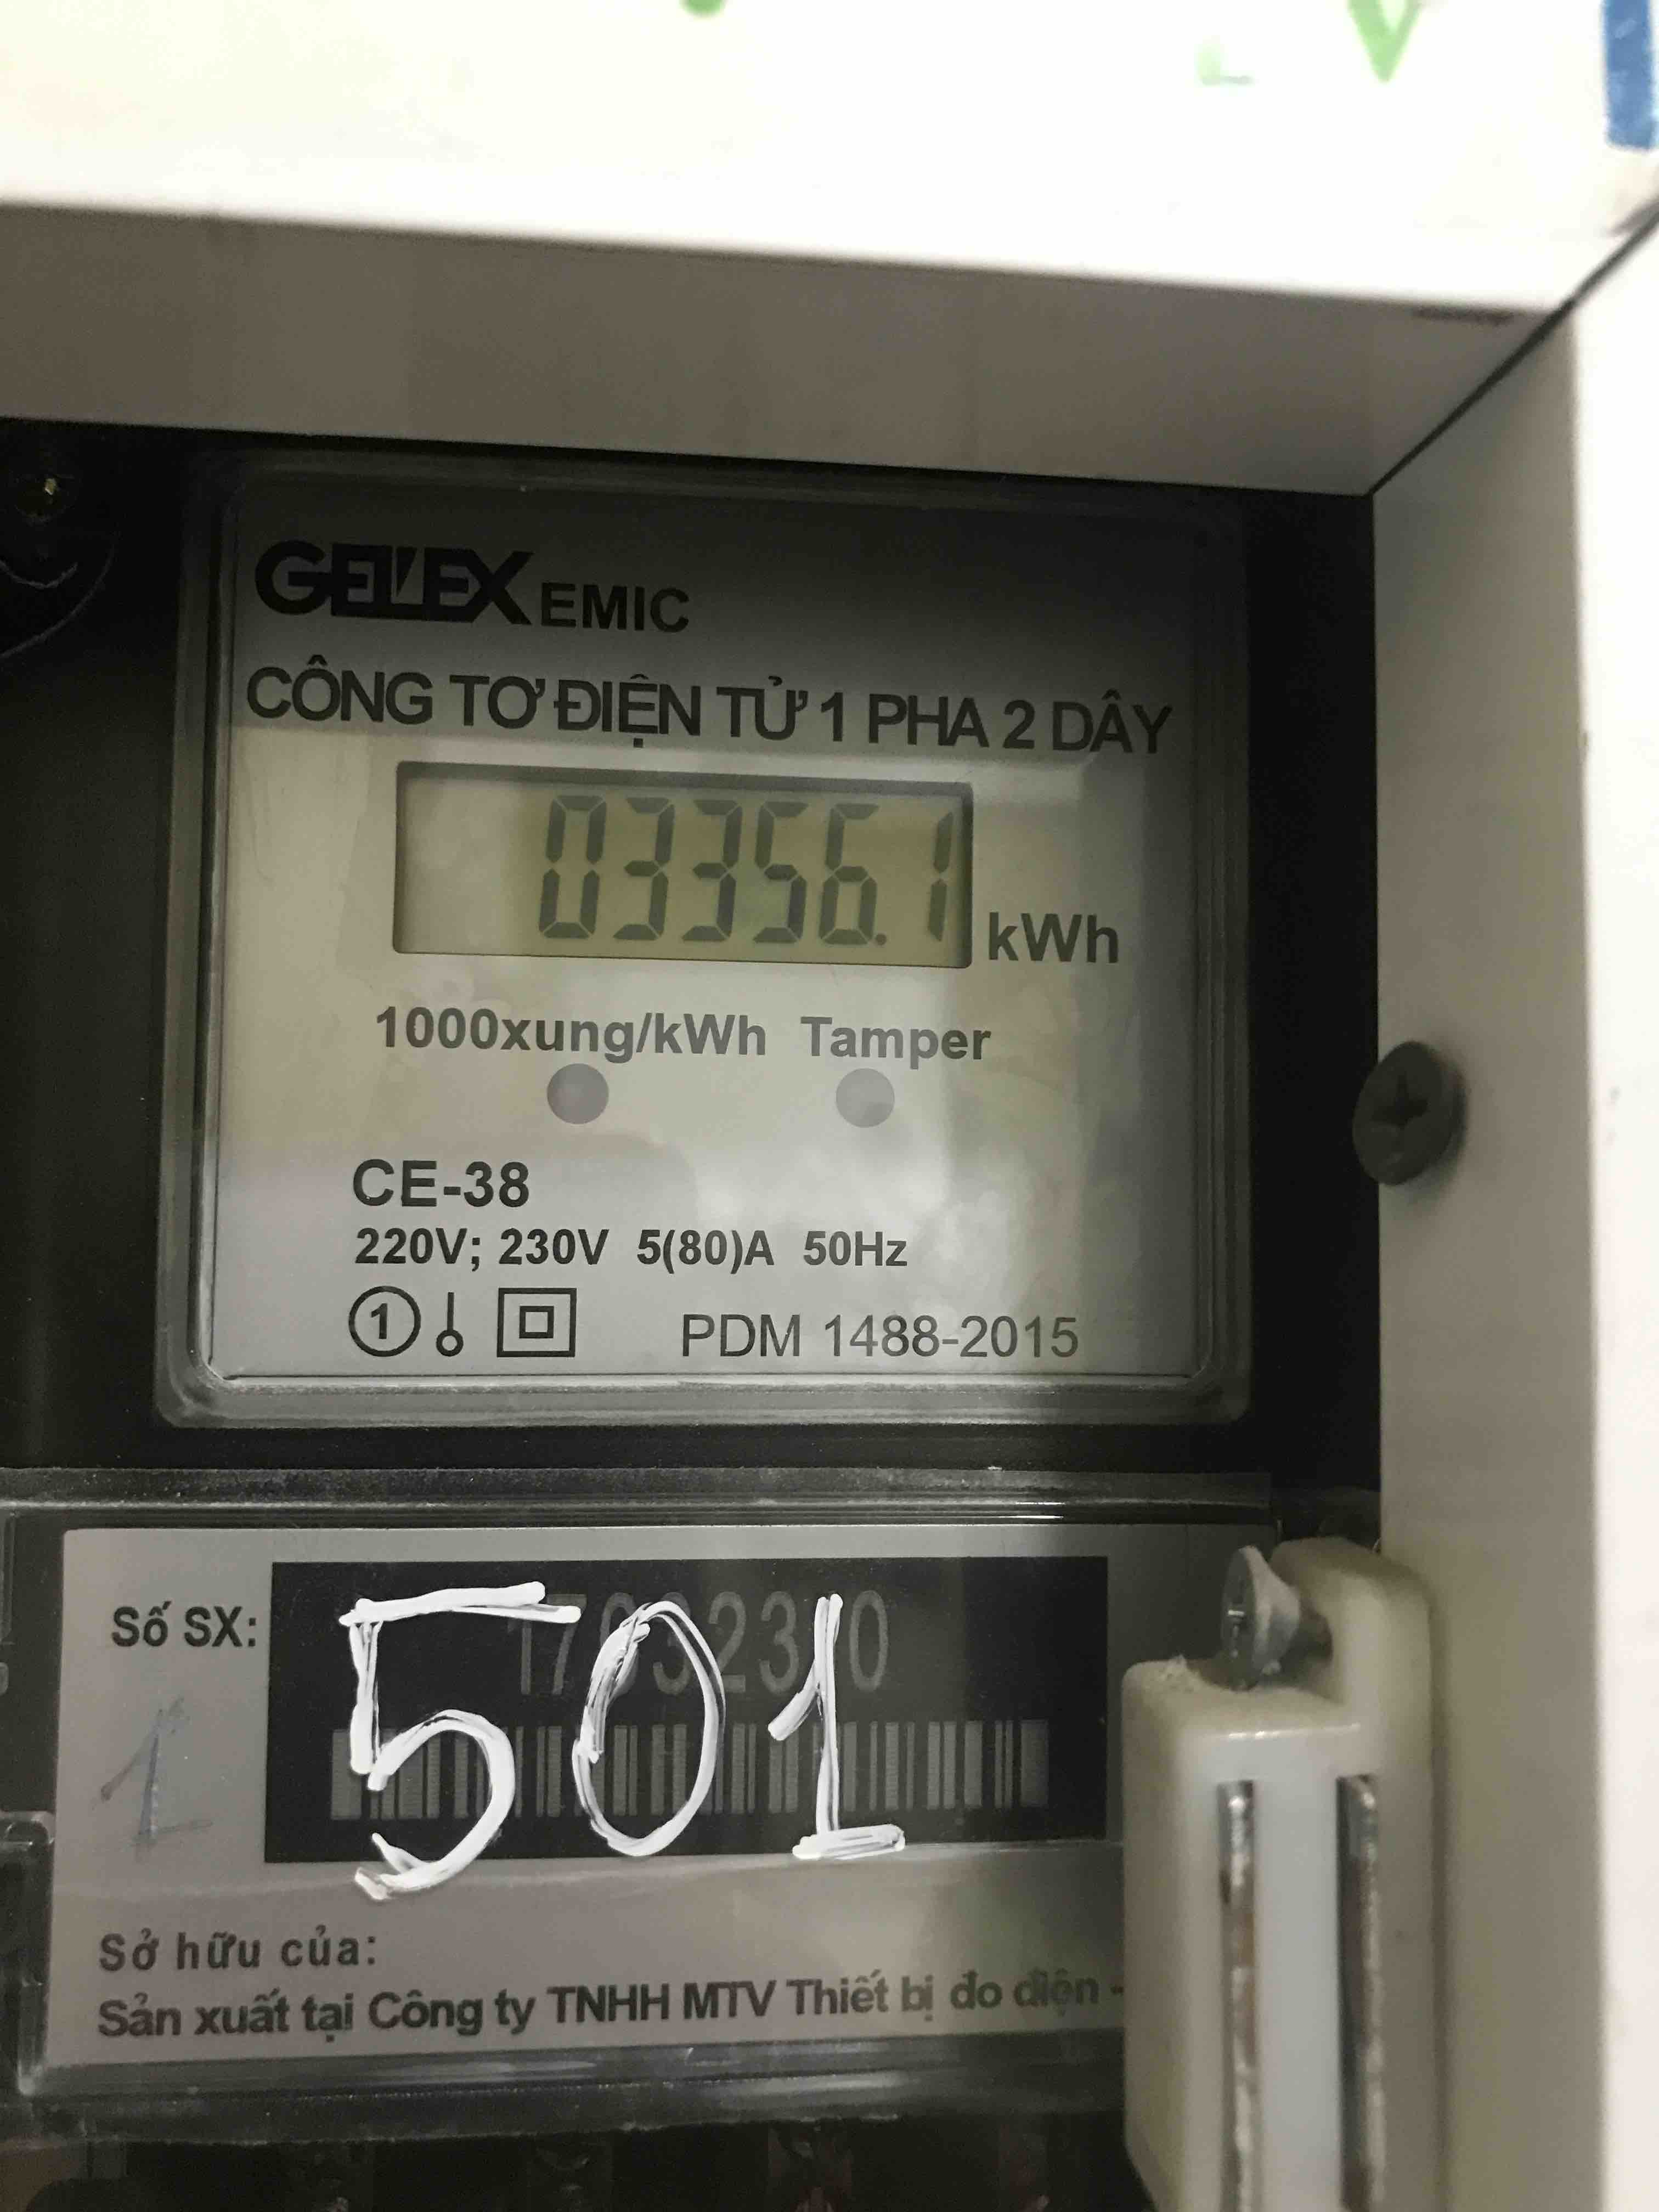 GELEX EMIC
CÔNG TƠ ĐIỆN TỬ 1 PHA 2 DÂY
03356.1 kWh
1000xung/kWh Tamper
CE-38
220V; 230V 5(80)A 50Hz
1 PDM 1488-2015
Số SX:
501
1
Sở hữu của:
Sản xuất tại Công ty TNHH MTV Thiết bị đo điện -